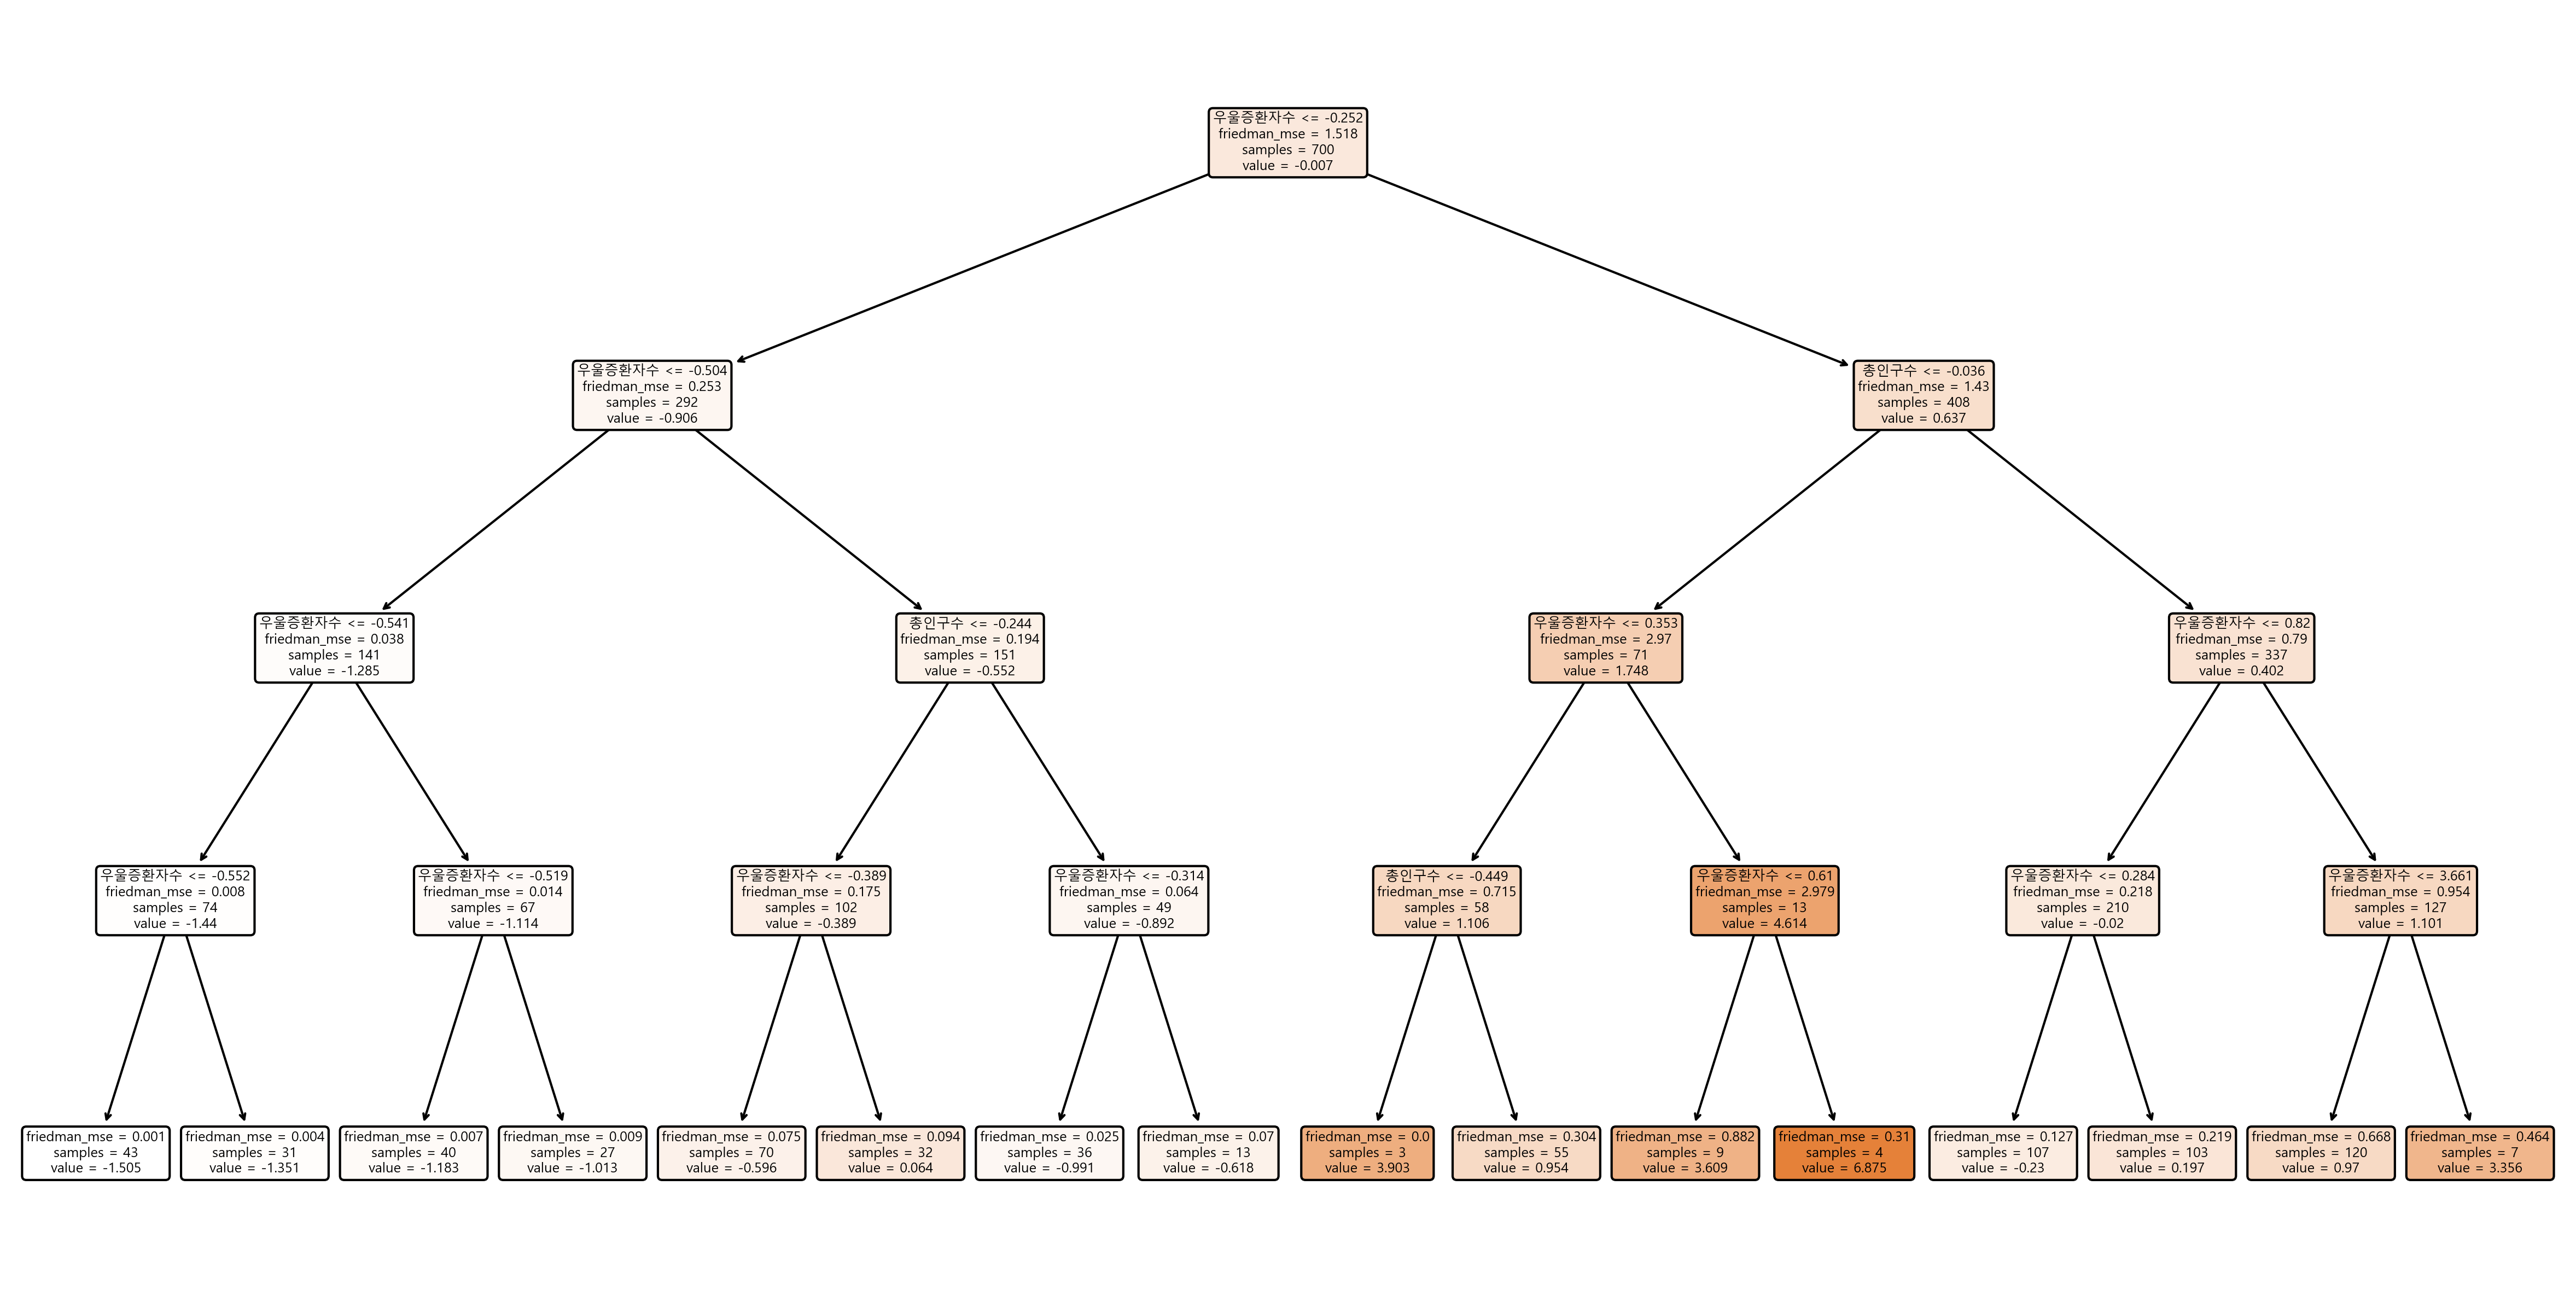 우울증환자수 <= -0.252
friedman_mse = 1.518
samples = 700
value = -0.007
우울증환자수 <= -0.504
friedman_mse = 0.253
samples = 292
value = -0.906
총인구수 <= -0.036
friedman_mse = 1.43
samples = 408
value = 0.637
우울증환자수 <= -0.541
friedman_mse = 0.038
samples = 141
value = -1.285
총인구수 <= -0.244
friedman_mse = 0.194
samples = 151
value = -0.552
우울증환자수 <= 0.353
friedman_mse = 2.97
samples = 71
value = 1.748
우울증환자수 <= 0.82
friedman_mse = 0.79
samples = 337
value = 0.402
우울증환자수 <= -0.552
friedman_mse = 0.008
samples = 74
value = -1.44
우울증환자수 <= -0.519
friedman_mse = 0.014
samples = 67
value = -1.114
우울증환자수 <= -0.389
friedman_mse = 0.175
samples = 102
value = -0.389
우울증환자수 <= -0.314
friedman_mse = 0.064
samples = 49
value = -0.892
총인구수 <= -0.449
friedman_mse = 0.715
samples = 58
value = 1.106
우울증환자수 <= 0.61
friedman_mse = 2.979
samples = 13
value = 4.614
우울증환자수 <= 0.284
friedman_mse = 0.218
samples = 210
value = -0.02
우울증환자수 <= 3.661
friedman_mse = 0.954
samples = 127
value = 1.101
friedman_mse = 0.001
samples = 43
value = -1.505
friedman_mse = 0.004
samples = 31
value = -1.351
friedman_mse = 0.007
samples = 40
value = -1.183
friedman_mse = 0.009
samples = 27
value = -1.013
friedman_mse = 0.075
samples = 70
value = -0.596
friedman_mse = 0.094
samples = 32
value = 0.064
friedman_mse = 0.025
samples = 36
value = -0.991
friedman_mse = 0.07
samples = 13
value = -0.618
friedman_mse = 0.0
samples = 3
value = 3.903
friedman_mse = 0.304
samples = 55
value = 0.954
friedman_mse = 0.882
samples = 9
value = 3.609
friedman_mse = 0.31
samples = 4
value = 6.875
friedman_mse = 0.127
samples = 107
value = -0.23
friedman_mse = 0.219
samples = 103
value = 0.197
friedman_mse = 0.668
samples = 120
value = 0.97
friedman_mse = 0.464
samples = 7
value = 3.356